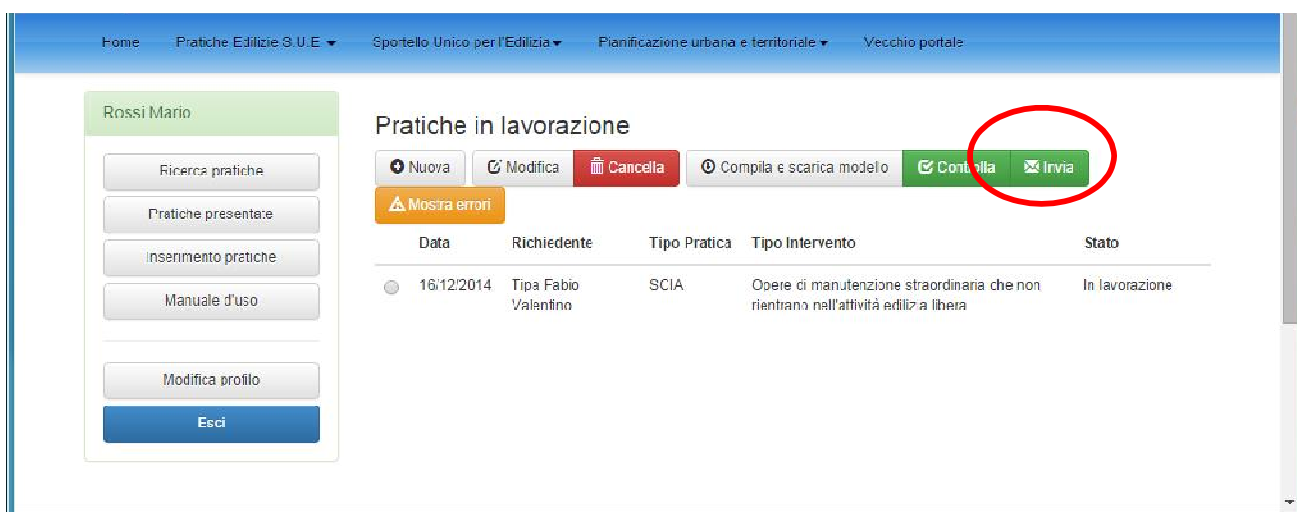 Home Pratiche Edilizie S.U.E Sportello Unico per l'Edilizia Pianificazione urbana e territoriale Vecchio portale
Rossi Mario
Ricerca pratiche
Pratiche presentate
Inserimento pratiche
Manuale d'uso
Modifica profilo
Esci
Pratiche in lavorazione
Nuova Modifica Cancella Compila e scarica modello Controlla Invia
Mostra errori
Data Richiedente Tipo Pratica Tipo Intervento Stato
16/12/2014 Tipa Fabio SCIA Opere di manutenzione straordinaria che non In lavorazione
Valentino rientrano nell'attività edilizia libera